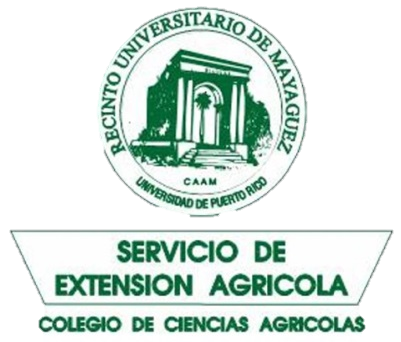 RECINTO UNIVERSITARIO DE MAYAGUEZ
CAAM
UNIVERSIDAD DE PUERTO RICO
SERVICIO DE
EXTENSION AGRICOLA
COLEGIO DE CIENCIAS AGRICOLAS